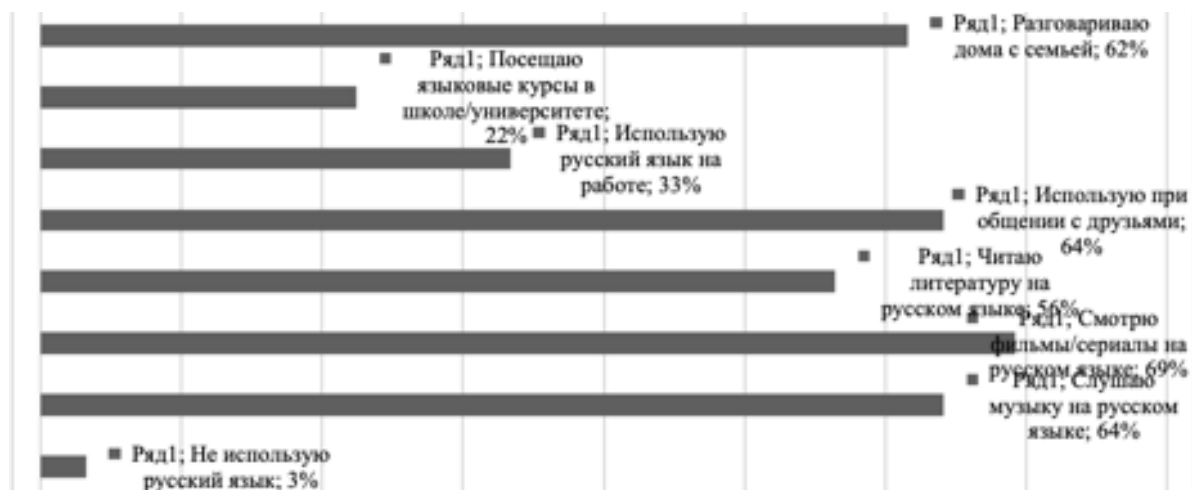 Ряд1; Разговариваю
дома с семьей; 62%
Ряд1; Посещаю
языковые курсы в
школе/университете;
22%
Ряд1; Использую
русский язык на
работе; 33%
Ряд1; Использую при
общении с друзьями;
64%
Ряд1; Читаю
литературу на
русском языке; 56%
Ряд1; Смотрю
фильмы/сериалы на
русском языке; 69%
Ряд1; Слушаю
музыку на русском
языке; 64%
Ряд1; Не использую
русский язык; 3%